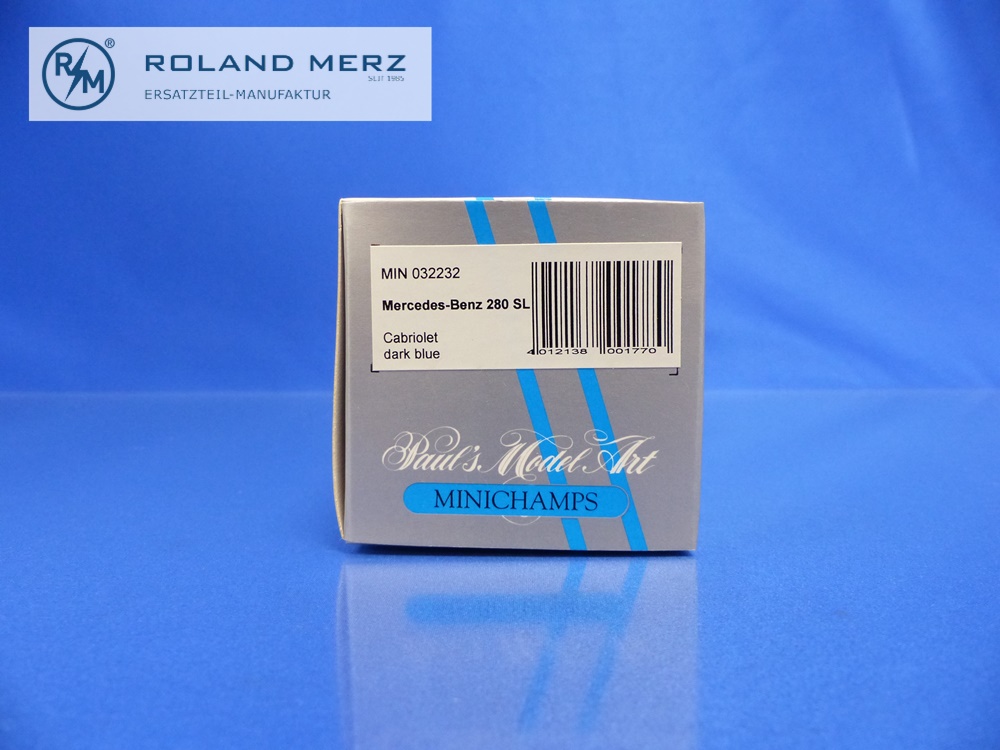 RM®
ROLAND MERZ
SEIT 1985
ERSATZTEIL-MANUFAKTUR
MIN 032232
Mercedes-Benz 280 SL
Cabriolet
dark blue
4 012138 001770
Paul's Model Art
MINICHAMPS